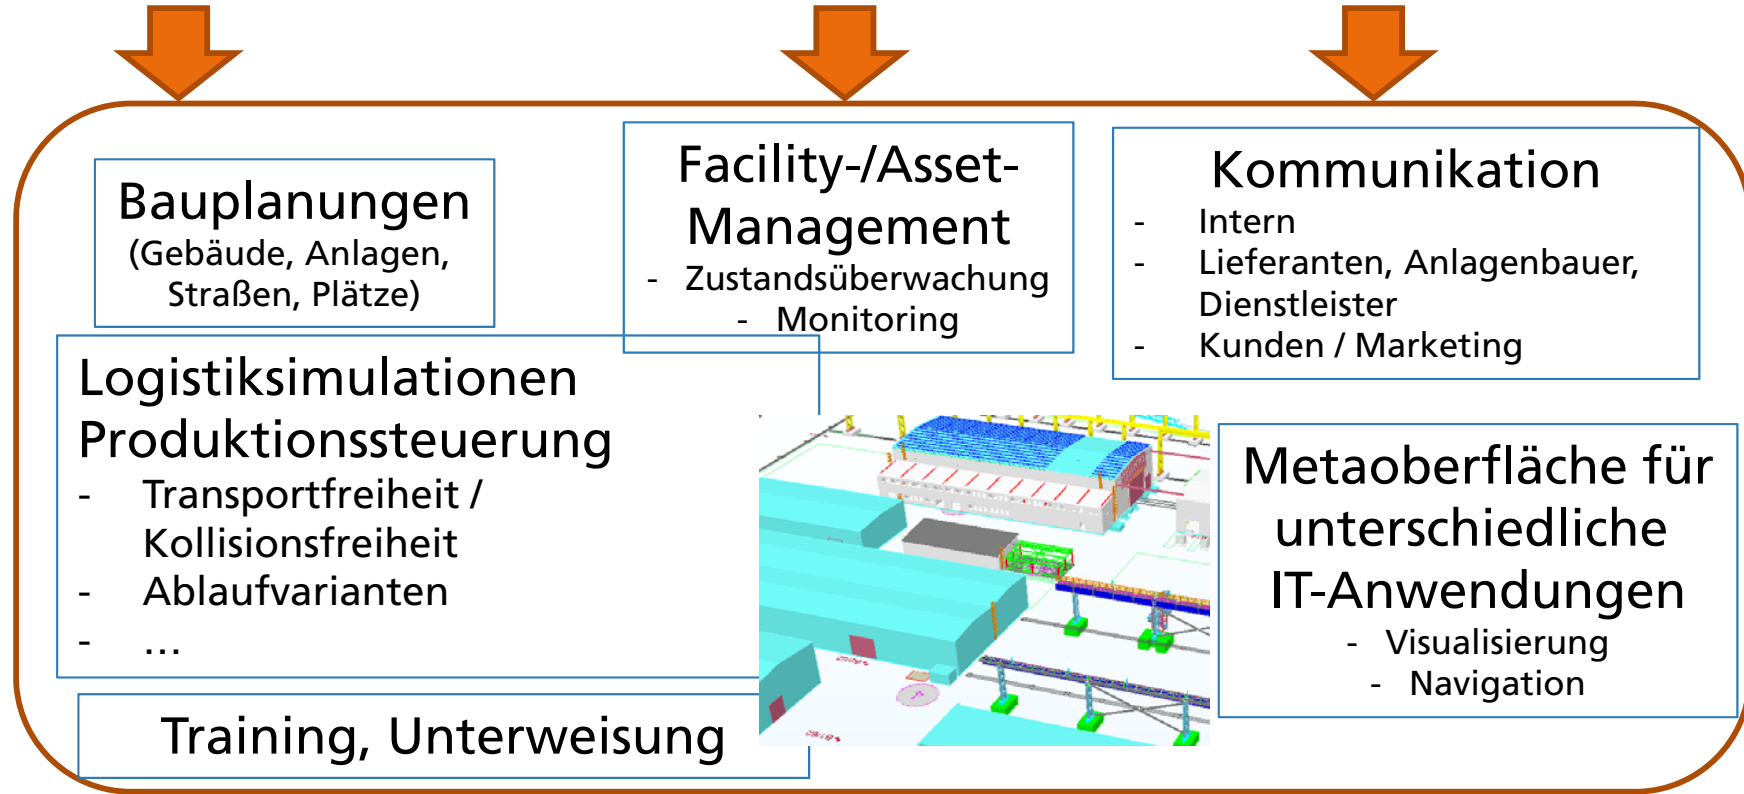 Bauplanungen
(Gebäude, Anlagen,
Straßen, Plätze)
Facility-/Asset-
Management
- Zustandsüberwachung
- Monitoring
Kommunikation
- Intern
- Lieferanten, Anlagenbauer,
Dienstleister
- Kunden / Marketing
Logistiksimulationen
Produktionssteuerung
- Transportfreiheit /
Kollisionsfreiheit
- Ablaufvarianten
- ...
Metaoberfläche für
unterschiedliche
IT-Anwendungen
- Visualisierung
- Navigation
Training, Unterweisung